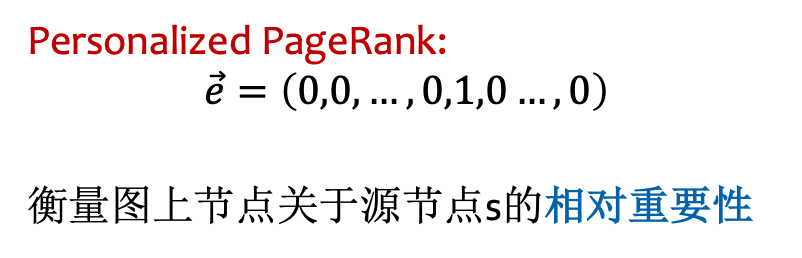 Personalized PageRank:
e⃗ = (0,0, … , 0,1,0 … , 0)
衡量图上节点关于源节点s的相对重要性